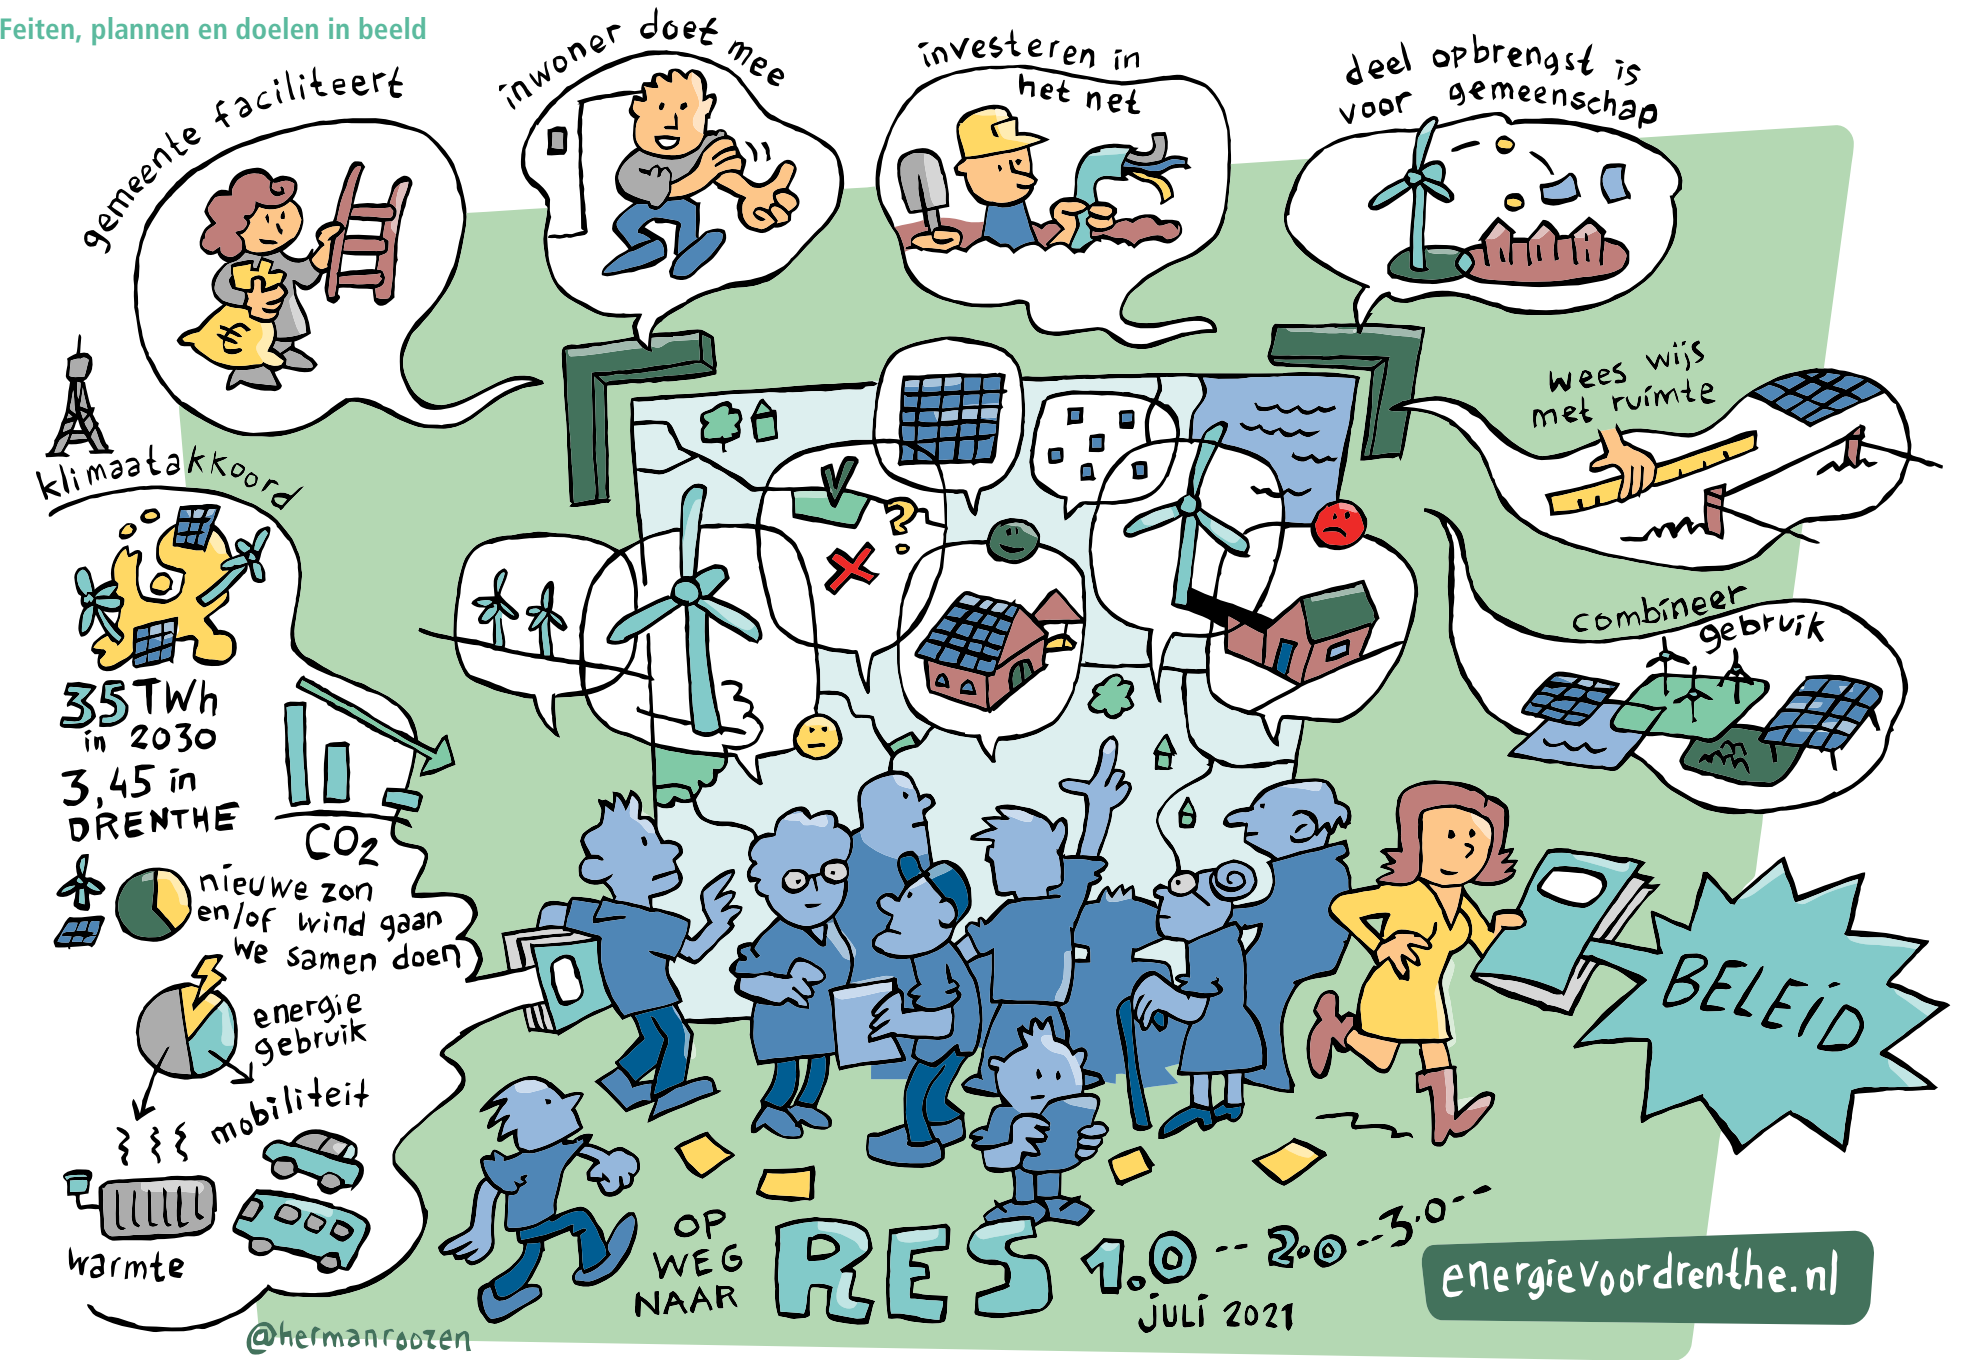 Feiten, plannen en doelen in beeld
gemeente faciliteert
inwoner doet mee
investeren in
het net
deel opbrengst is
voor gemeenschap
wees wijs
met ruimte
combineer
gebruik
klimaatakkoord
35 TWh
in 2030
3,45 in
DRENTHE
CO2
nieuwe zon
en/of wind gaan
we samen doen
energie
gebruik
mobiliteit
warmte
€
?
BELEID
OP
WEG
NAAR
RES 1.0 -- 2.0 -- 3.0 --
juli 2021
energievoordrenthe.nl
@hermanroozen